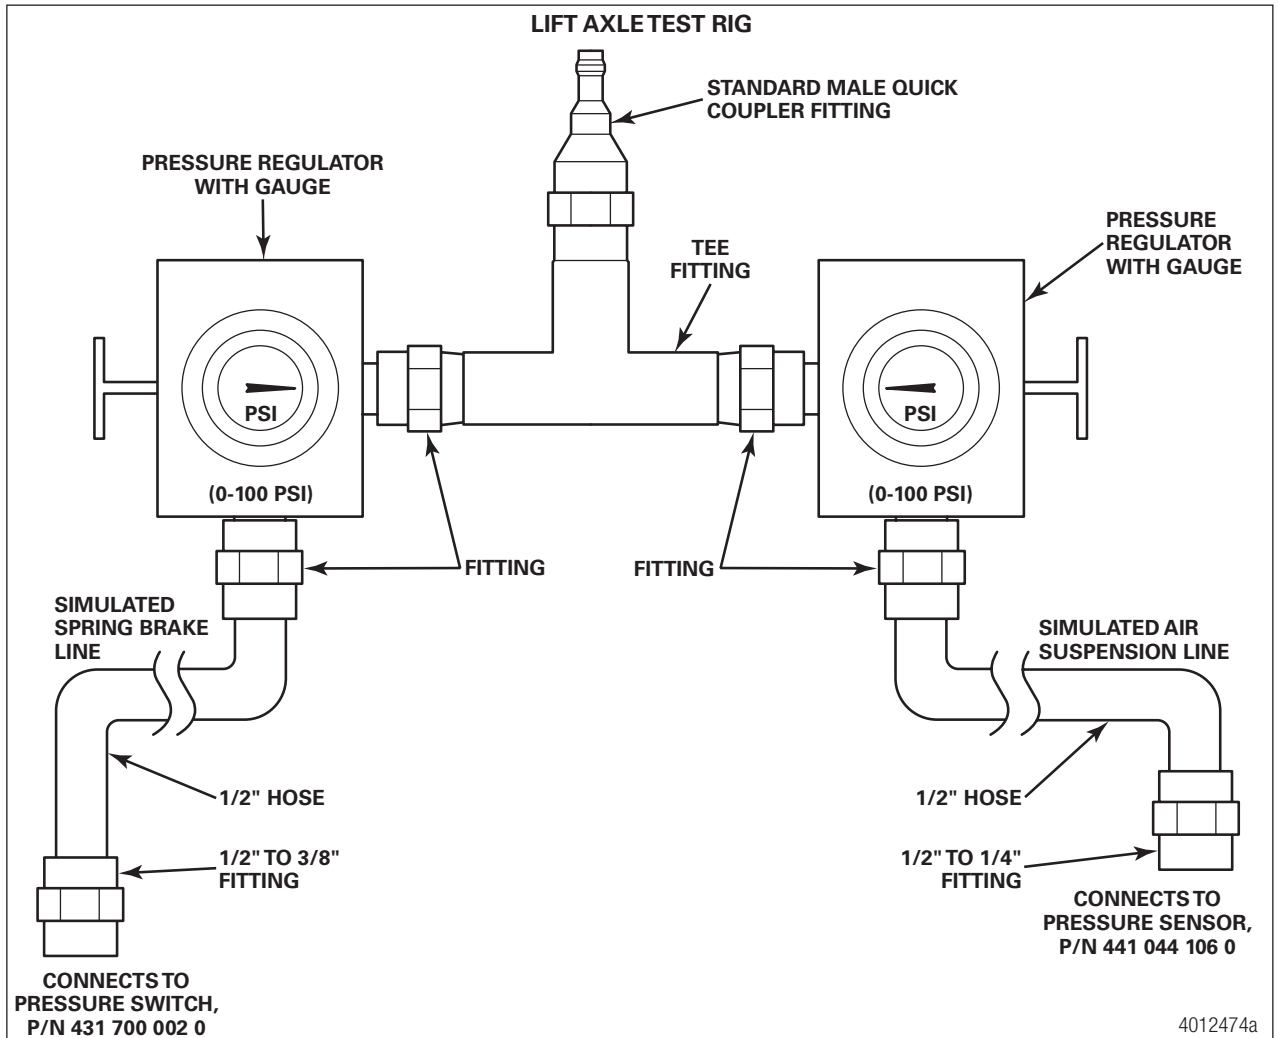 LIFT AXLE TEST RIG
STANDARD MALE QUICK
COUPLER FITTING
PRESSURE REGULATOR
WITH GAUGE
PRESSURE
REGULATOR
WITH GAUGE
TEE
FITTING
PSI
PSI
(0-100 PSI)
(0-100 PSI)
FITTING
FITTING
SIMULATED
SPRING BRAKE
LINE
SIMULATED AIR
SUSPENSION LINE
1/2" HOSE
1/2" HOSE
1/2" TO 3/8"
FITTING
1/2" TO 1/4"
FITTING
CONNECTS TO
PRESSURE SENSOR,
P/N 441 044 106 0
CONNECTS TO
PRESSURE SWITCH,
P/N 431 700 002 0
4012474a